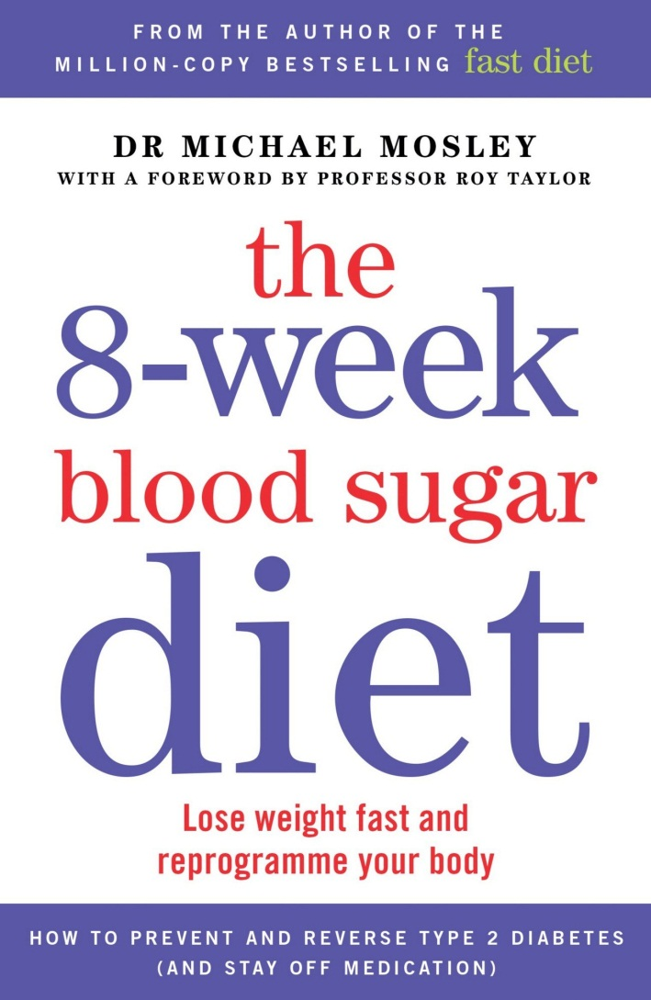 FROM THE AUTHOR OF THE
MILLION-COPY BESTSELLING fast diet
DR MICHAEL MOSLEY
WITH A FOREWORD BY PROFESSOR ROY TAYLOR
the
8-week
blood sugar
diet
Lose weight fast and
reprogramme your body
HOW TO PREVENT AND REVERSE TYPE 2 DIABETES
(AND STAY OFF MEDICATION)